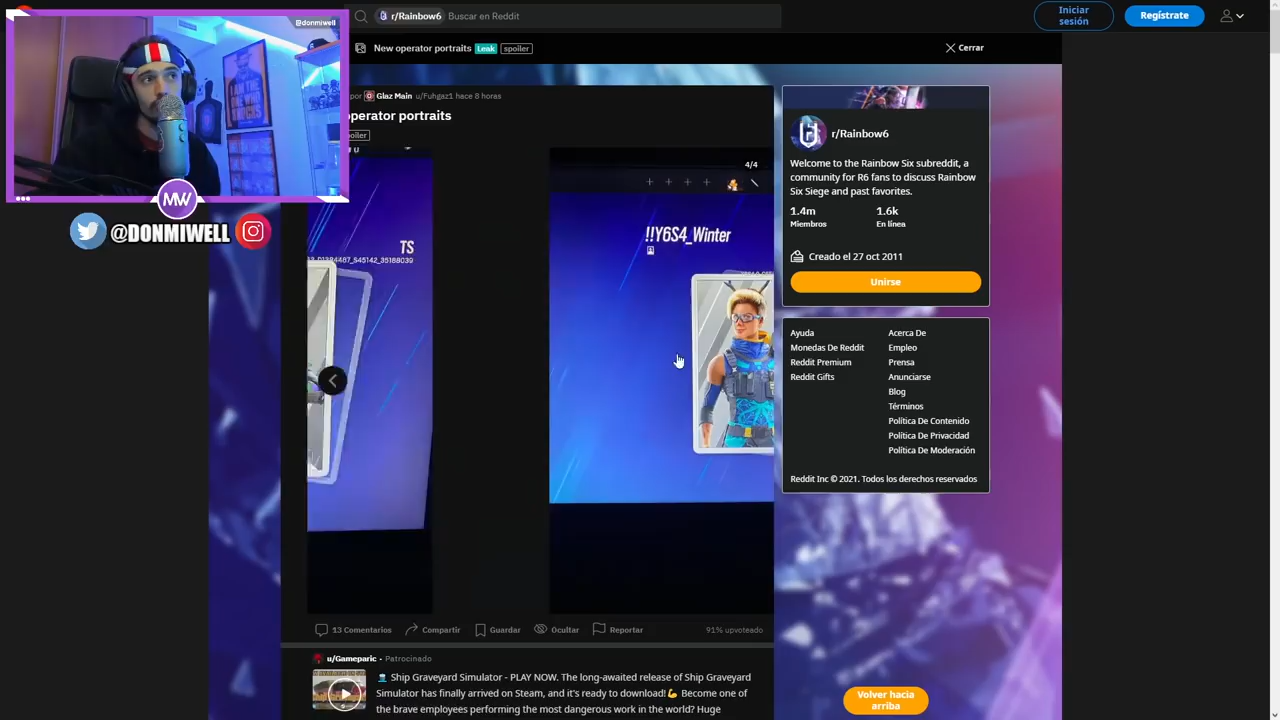 @donmiwell
MW
@DONMIWELL
r/Rainbow6
Buscar en Reddit
Iniciar
sesión
Regístrate
New operator portraits
Leak
spoiler
Cerrar
por
Glaz Main
u/Fuhgaz1 hace 8 horas
operator portraits
spoiler
4/4
TS
!!Y6S4_Winter
r/Rainbow6
Welcome to the Rainbow Six subreddit, a
community for R6 fans to discuss Rainbow
Six Siege and past favorites.
1.4m
1.6k
Miembros
En línea
Creado el 27 oct 2011
Unirse
Ayuda
Acerca De
Monedas De Reddit
Empleo
Reddit Premium
Prensa
Reddit Gifts
Anunciarse
Blog
Términos
Política De Contenido
Política De Privacidad
Política De Moderación
Reddit Inc © 2021. Todos los derechos reservados
13 Comentarios
Compartir
Guardar
Ocultar
Reportar
91% upvoteado
u/Gameparic • Patrocinado
Ship Graveyard Simulator - PLAY NOW. The long-awaited release of Ship Graveyard
Simulator has finally arrived on Steam, and it's ready to download!💪 Become one of
the brave employees performing the most dangerous work in the world? Huge
Volver hacia
arriba